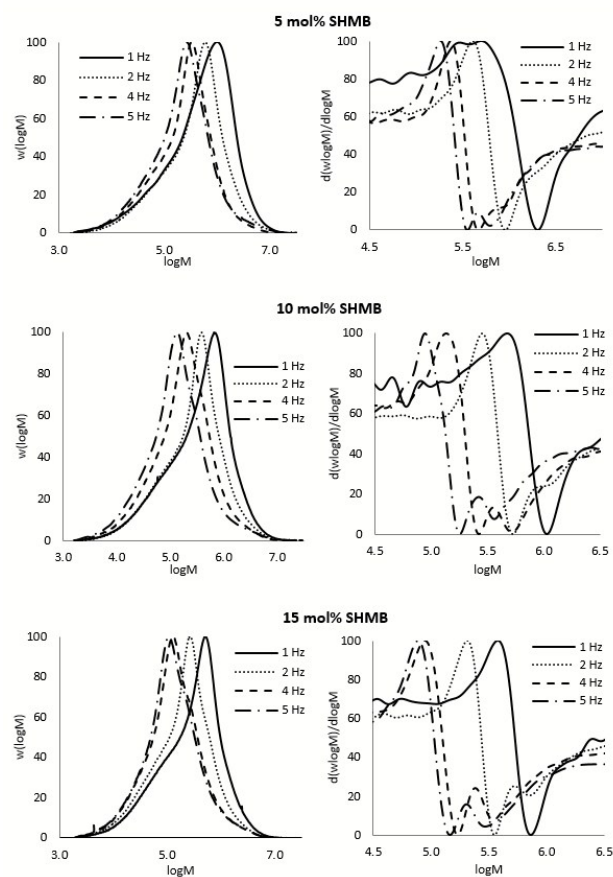 5 mol% SHMB
100
80
60
40
20
0
w(logM)
3.0 5.0 7.0
logM
1 Hz
2 Hz
4 Hz
5 Hz
100
80
60
40
20
0
d(wlogM)/dlogM
4.5 5.5 6.5
logM
1 Hz
2 Hz
4 Hz
5 Hz
10 mol% SHMB
100
80
60
40
20
0
w(logM)
3.0 4.0 5.0 6.0 7.0
logM
1 Hz
2 Hz
4 Hz
5 Hz
100
80
60
40
20
0
d(wlogM)/dlogM
4.5 5.0 5.5 6.0 6.5
logM
1 Hz
2 Hz
4 Hz
5 Hz
15 mol% SHMB
100
80
60
40
20
0
w(logM)
3.0 5.0 7.0
logM
1 Hz
2 Hz
4 Hz
5 Hz
100
80
60
40
20
0
d(wlogM)/dlogM
4.5 5.0 5.5 6.0 6.5
logM
1 Hz
2 Hz
4 Hz
5 Hz